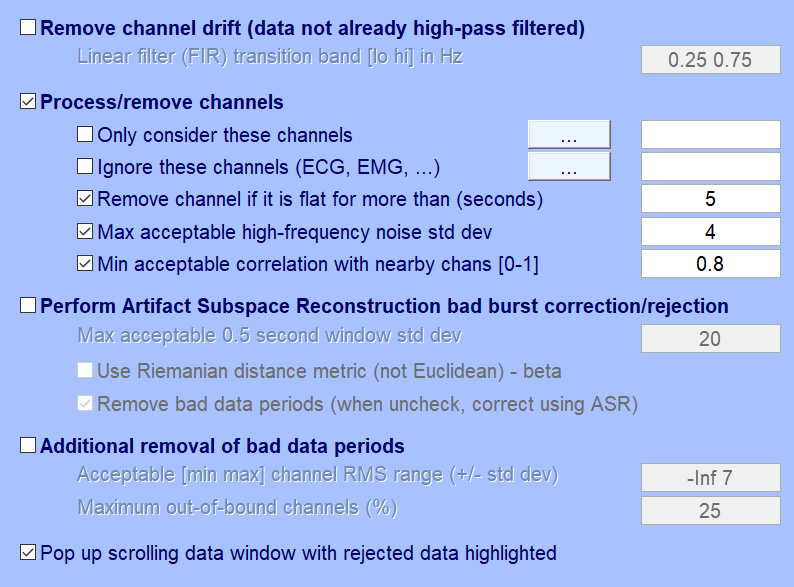 Remove channel drift (data not already high-pass filtered)
Linear filter (FIR) transition band [lo hi] in Hz 0.25 0.75
Process/remove channels
Only consider these channels ...
Ignore these channels (ECG, EMG, ...) ...
Remove channel if it is flat for more than (seconds) 5
Max acceptable high-frequency noise std dev 4
Min acceptable correlation with nearby chans [0-1] 0.8
Perform Artifact Subspace Reconstruction bad burst correction/rejection
Max acceptable 0.5 second window std dev 20
Use Riemanian distance metric (not Euclidean) - beta
Remove bad data periods (when uncheck, correct using ASR)
Additional removal of bad data periods
Acceptable [min max] channel RMS range (+/- std dev) -Inf 7
Maximum out-of-bound channels (%) 25
Pop up scrolling data window with rejected data highlighted